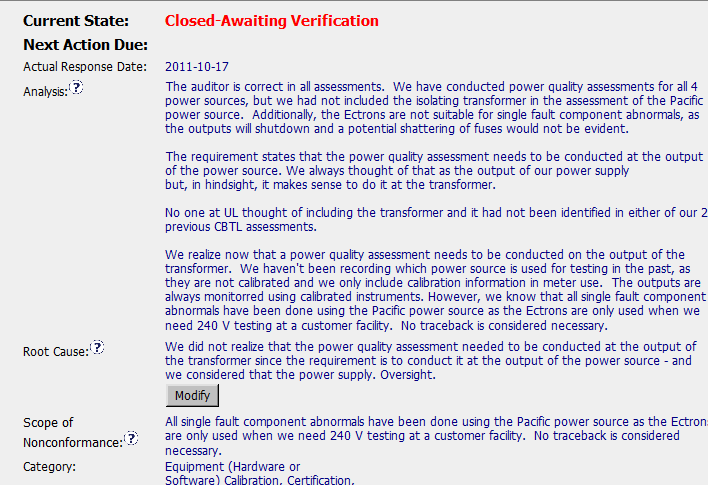 Current State: Closed-Awaiting Verification
Next Action Due:
Actual Response Date: 2011-10-17
Analysis: ? The auditor is correct in all assessments. We have conducted power quality assessments for all 4
power sources, but we had not included the isolating transformer in the assessment of the Pacific
power source. Additionally, the Ectrons are not suitable for single fault component abnormals, as
the outputs will shutdown and a potential shattering of fuses would not be evident.
The requirement states that the power quality assessment needs to be conducted at the output
of the power source. We always thought of that as the output of our power supply
but, in hindsight, it makes sense to do it at the transformer.
No one at UL thought of including the transformer and it had not been identified in either of our 2
previous CBTL assessments.
We realize now that a power quality assessment needs to be conducted on the output of the
transformer. We haven't been recording which power source is used for testing in the past, as
they are not calibrated and we only include calibration information in meter use. The outputs are
always monitorred using calibrated instruments. However, we know that all single fault component
abnormals have been done using the Pacific power source as the Ectrons are only used when we
need 240 V testing at a customer facility. No traceback is considered necessary.
Root Cause: ? We did not realize that the power quality assessment needed to be conducted at the output of
the transformer since the requirement is to conduct it at the output of the power source - and
we considered that the power supply. Oversight.
Modify
Scope of Nonconformance: ? All single fault component abnormals have been done using the Pacific power source as the Ectrons
are only used when we need 240 V testing at a customer facility. No traceback is considered
necessary.
Category: Equipment (Hardware or
Software) Calibration, Certification,